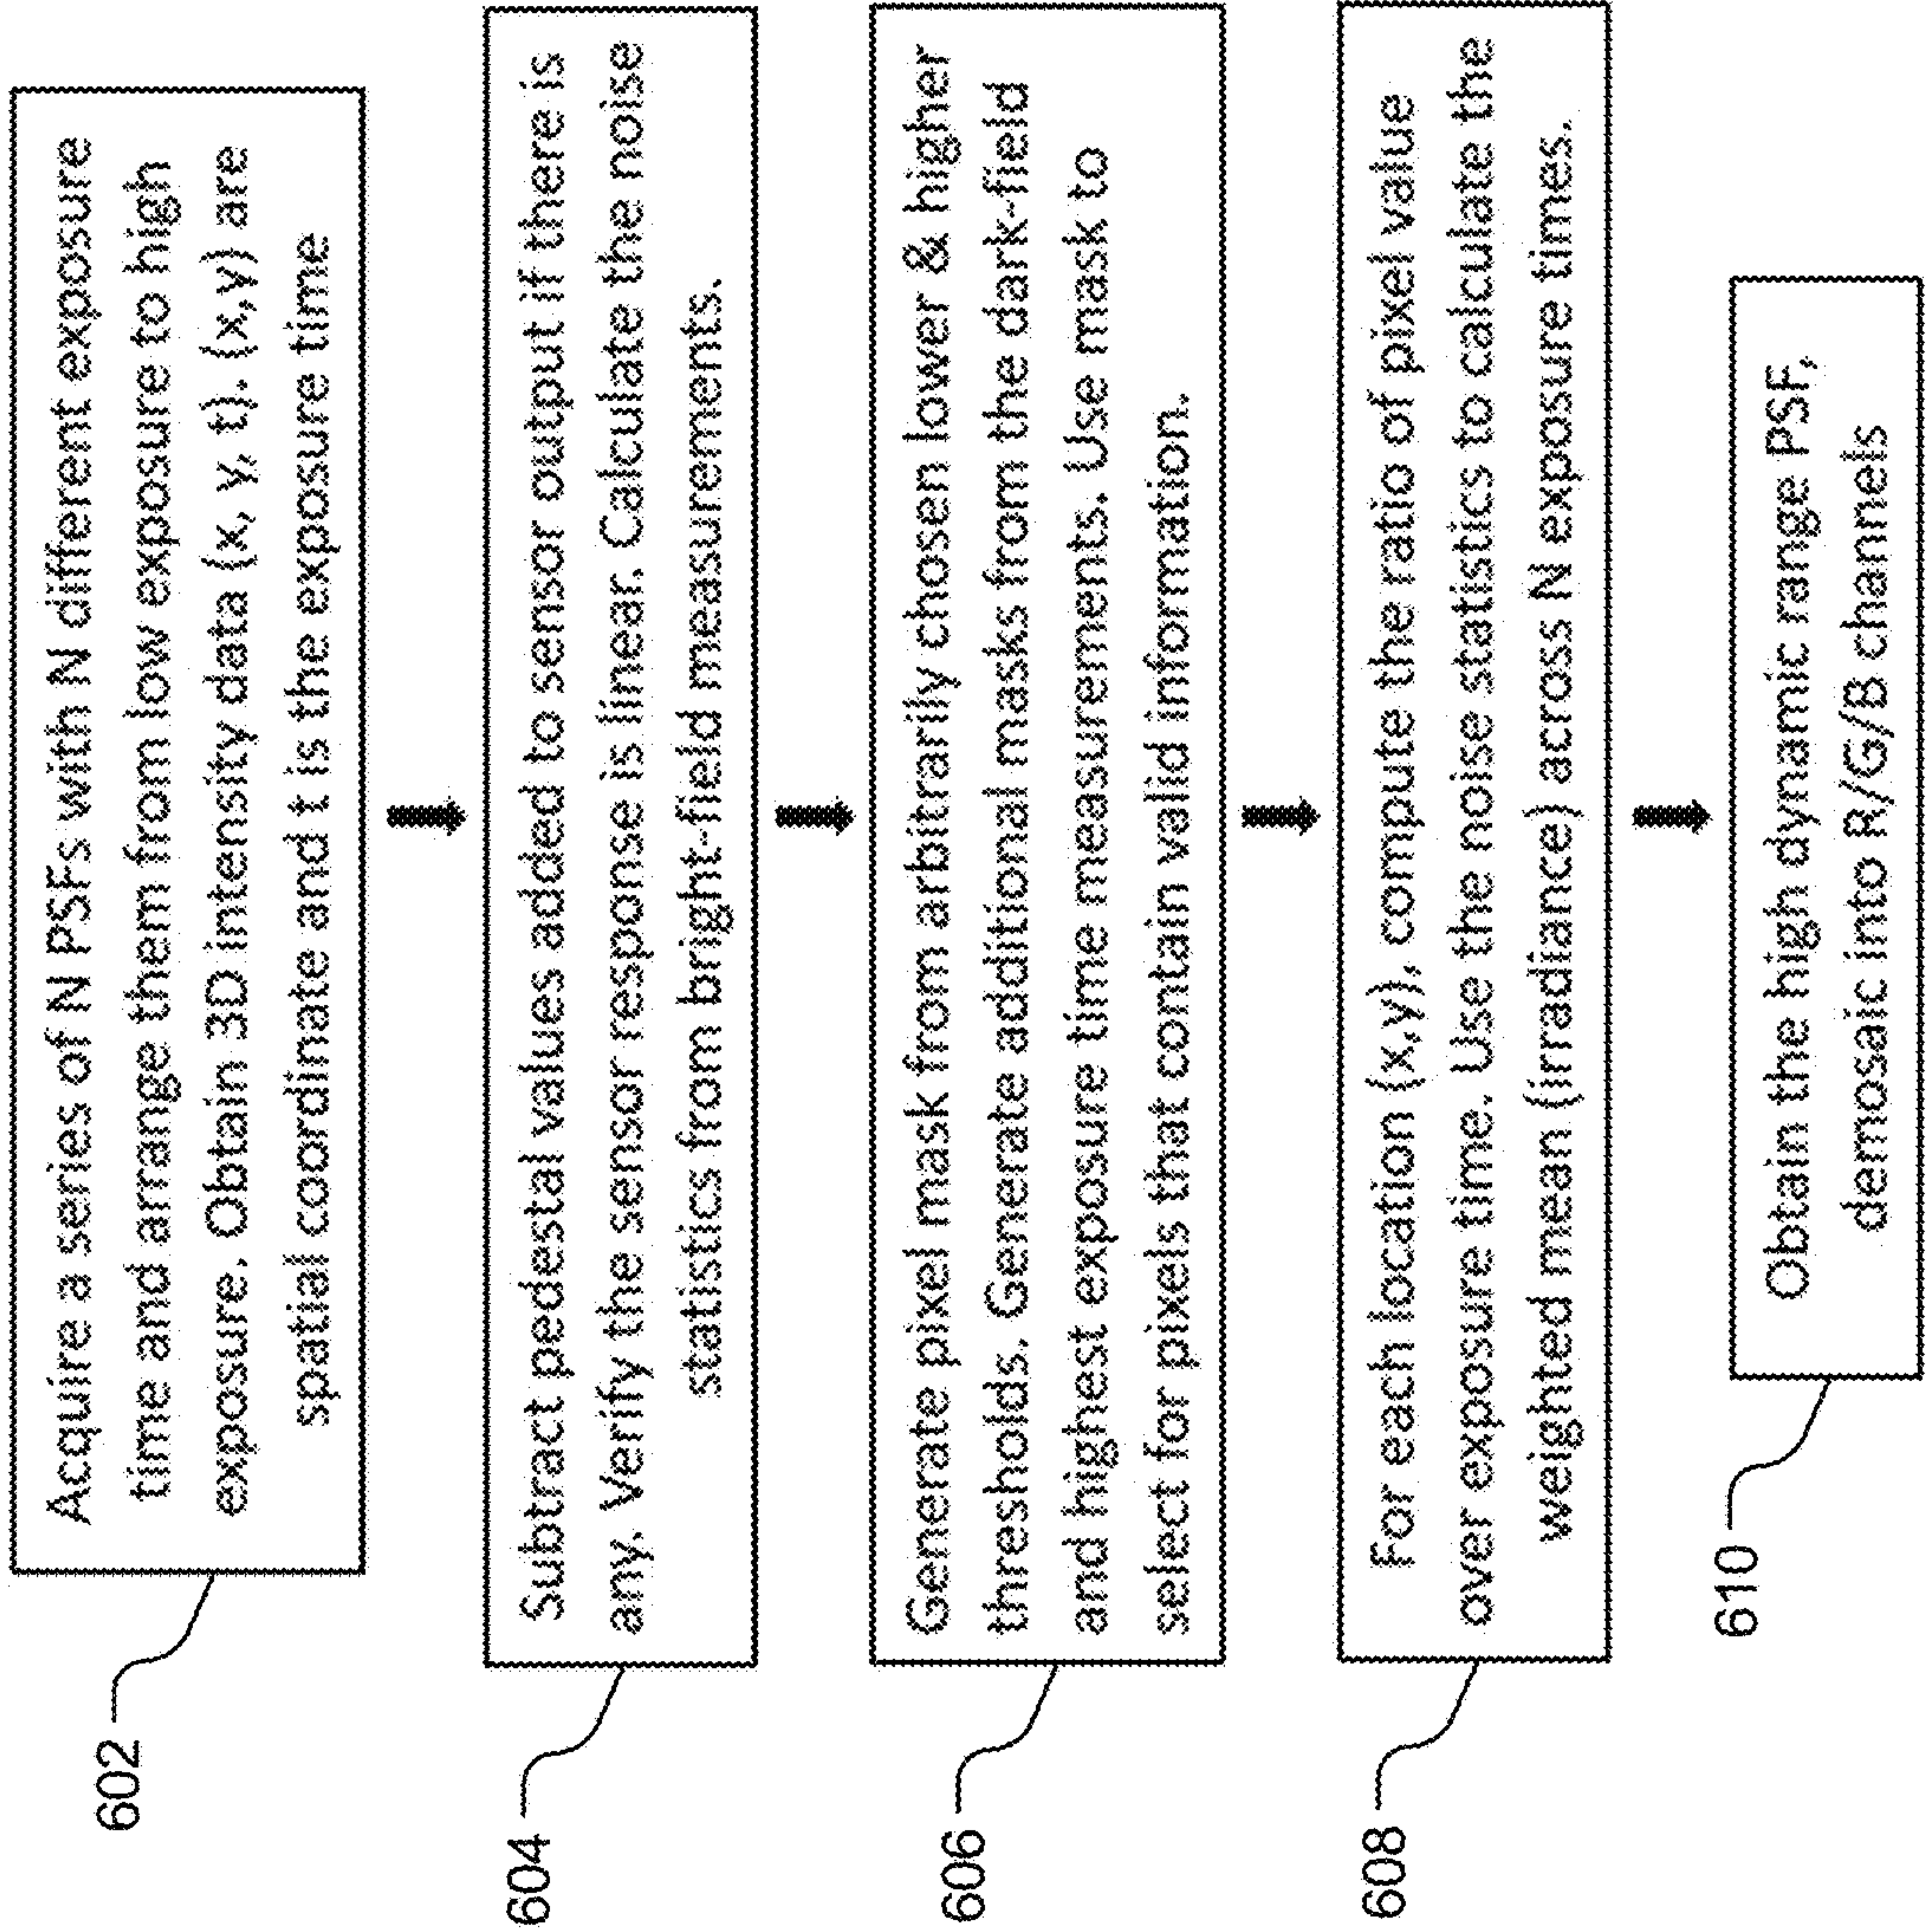 602
Acquire a series of N PSFs with N different exposure
time and arrange them from low exposure to high
exposure. Obtain 3D intensity data (x, y, t). (x,y) are
spatial coordinate and t is the exposure time
604
Subtract pedestal values added to sensor output if there is
any. Verify the sensor response is linear. Calculate the noise
statistics from bright-field measurements.
606
Generate pixel mask from arbitrarily chosen lower & higher
thresholds. Generate additional masks from the dark-field
and highest exposure time measurements. Use mask to
select for pixels that contain valid information.
608
For each location (x,y), compute the ratio of pixel value
over exposure time. Use the noise statistics to calculate the
weighted mean (irradiance) across N exposure times.
610
Obtain the high dynamic range PSF,
demosaic into R/G/B channels